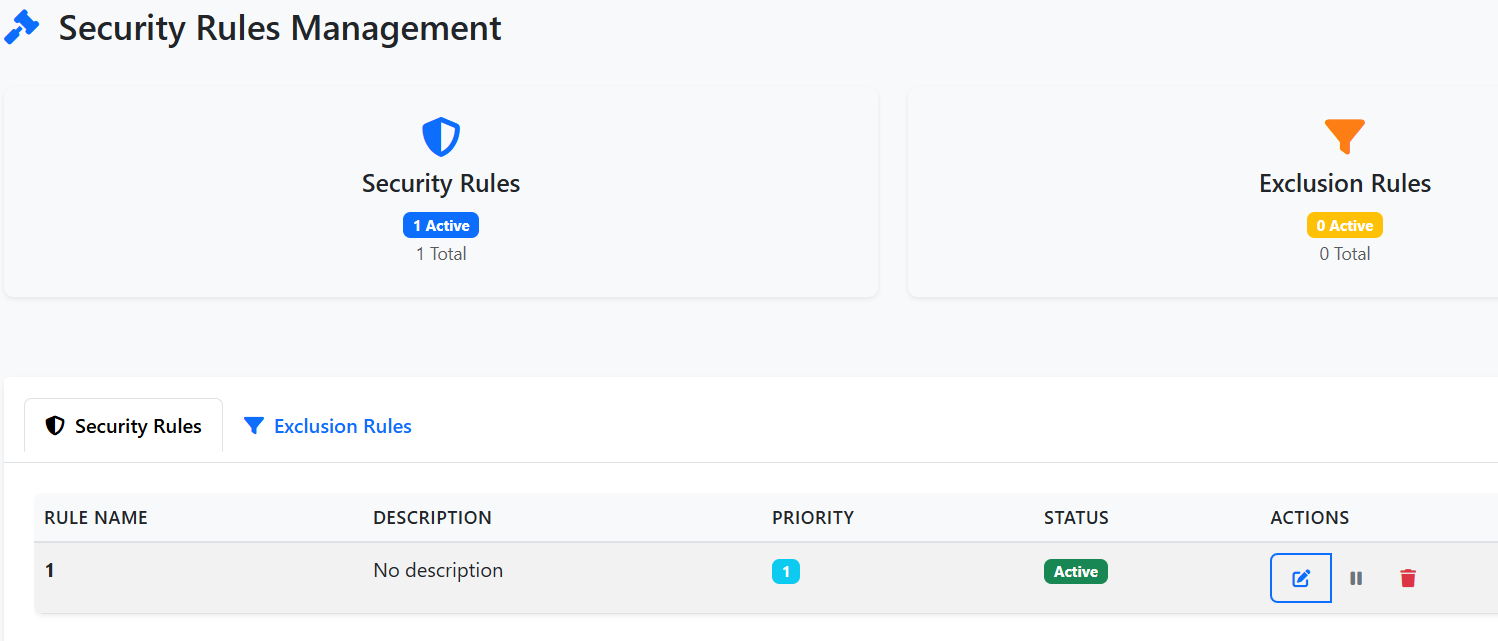 Security Rules Management
Security Rules
1 Active
1 Total
Exclusion Rules
0 Active
0 Total
Security Rules
Exclusion Rules
RULE NAME DESCRIPTION PRIORITY STATUS ACTIONS
1 No description 1 Active